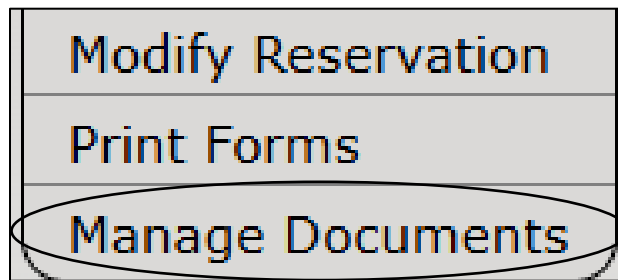 Modify Reservation
Print Forms
Manage Documents